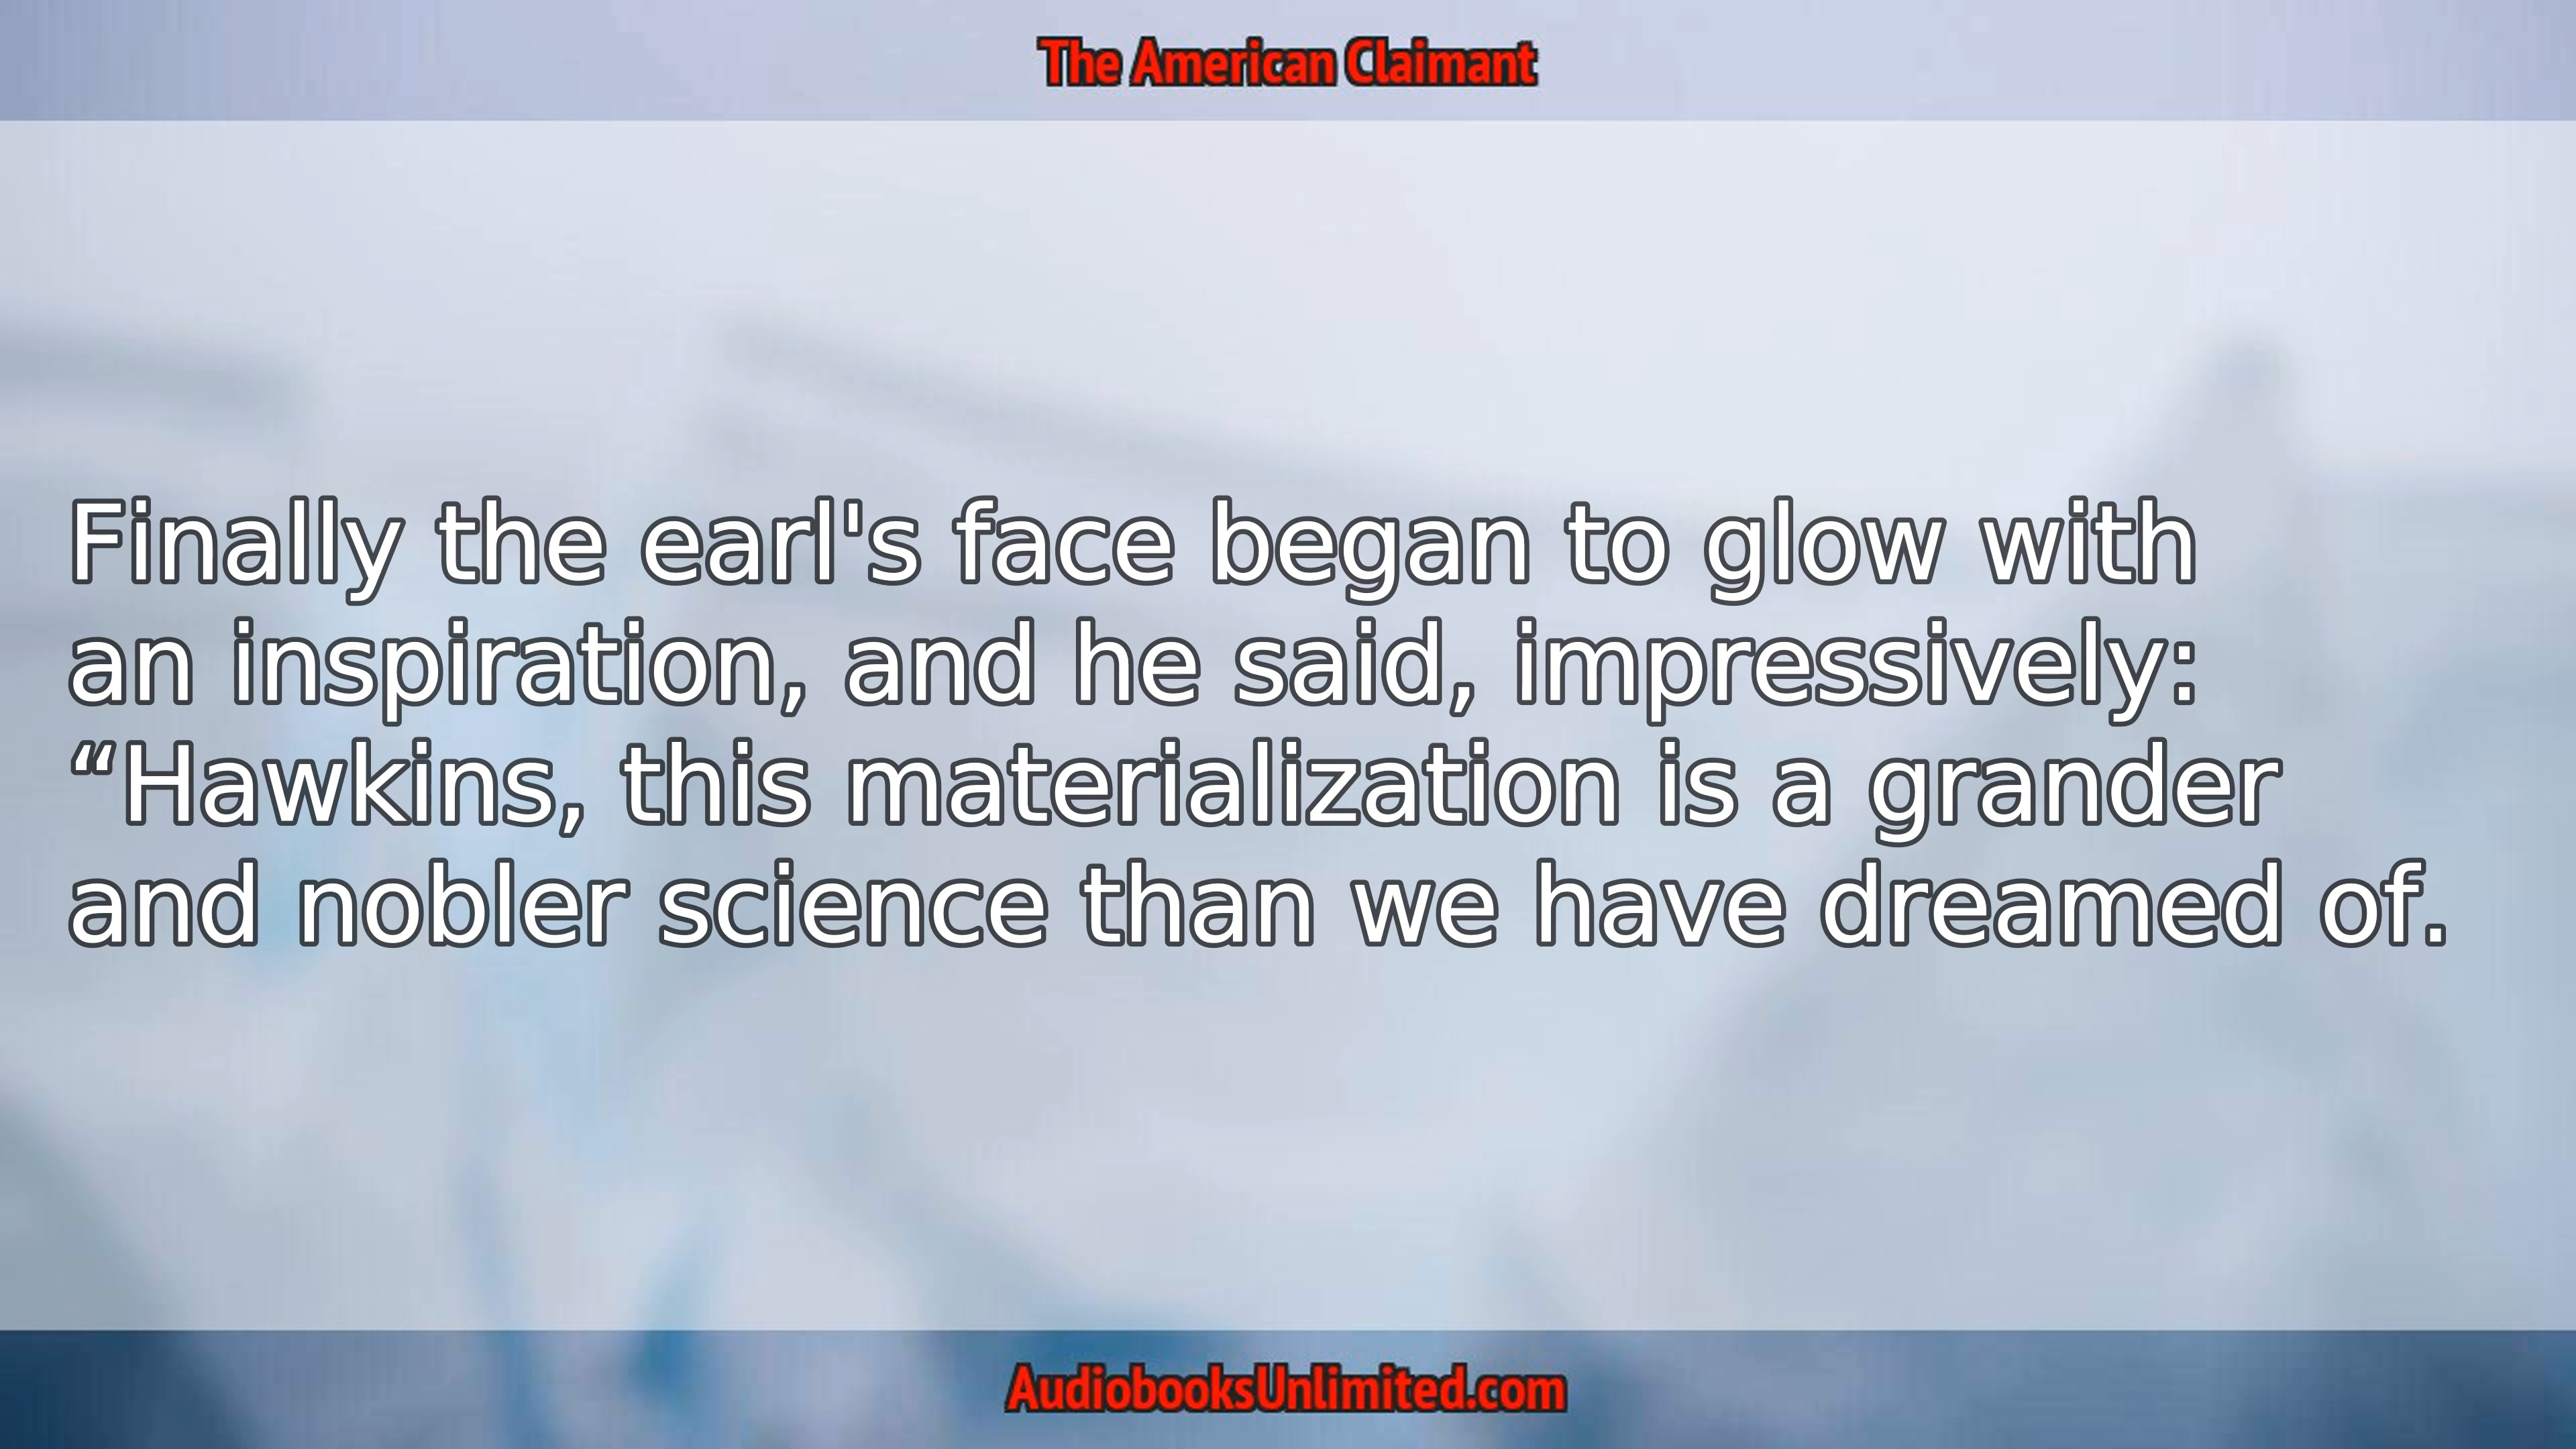 The American Claimant
Finally the earl's face began to glow with
an inspiration, and he said, impressively:
“Hawkins, this materialization is a grander
and nobler science than we have dreamed of.
AudiobooksUnlimited.com